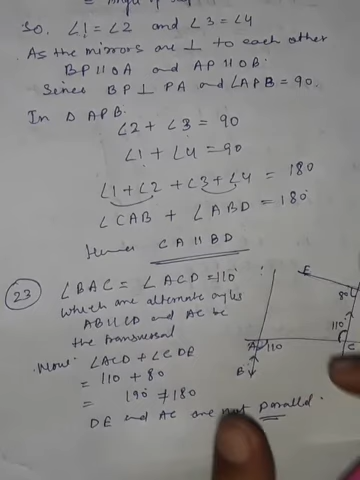 So. ∠1 = ∠2 and ∠3 = ∠4
As the mirrors are ⊥ to each other
BP || OA and AP || OB.
BP ⊥ PA and ∠APB = 90.
In Δ APB.
∠2 + ∠3 = 90
∠1 + ∠4 = 90
∠1 + ∠2 + ∠3 + ∠4 = 180
∠CAB + ∠ABD = 180
Hence CA || BD
23
∠BAC = ∠ACD = 110°
which are alternate angles
AB || CD and AC be
the transversal
Now ∠ACD + ∠CDE
= 110 + 80
= 190 ≠ 180
DE and AC are not parallel.
E
80
110
A 110
C
B